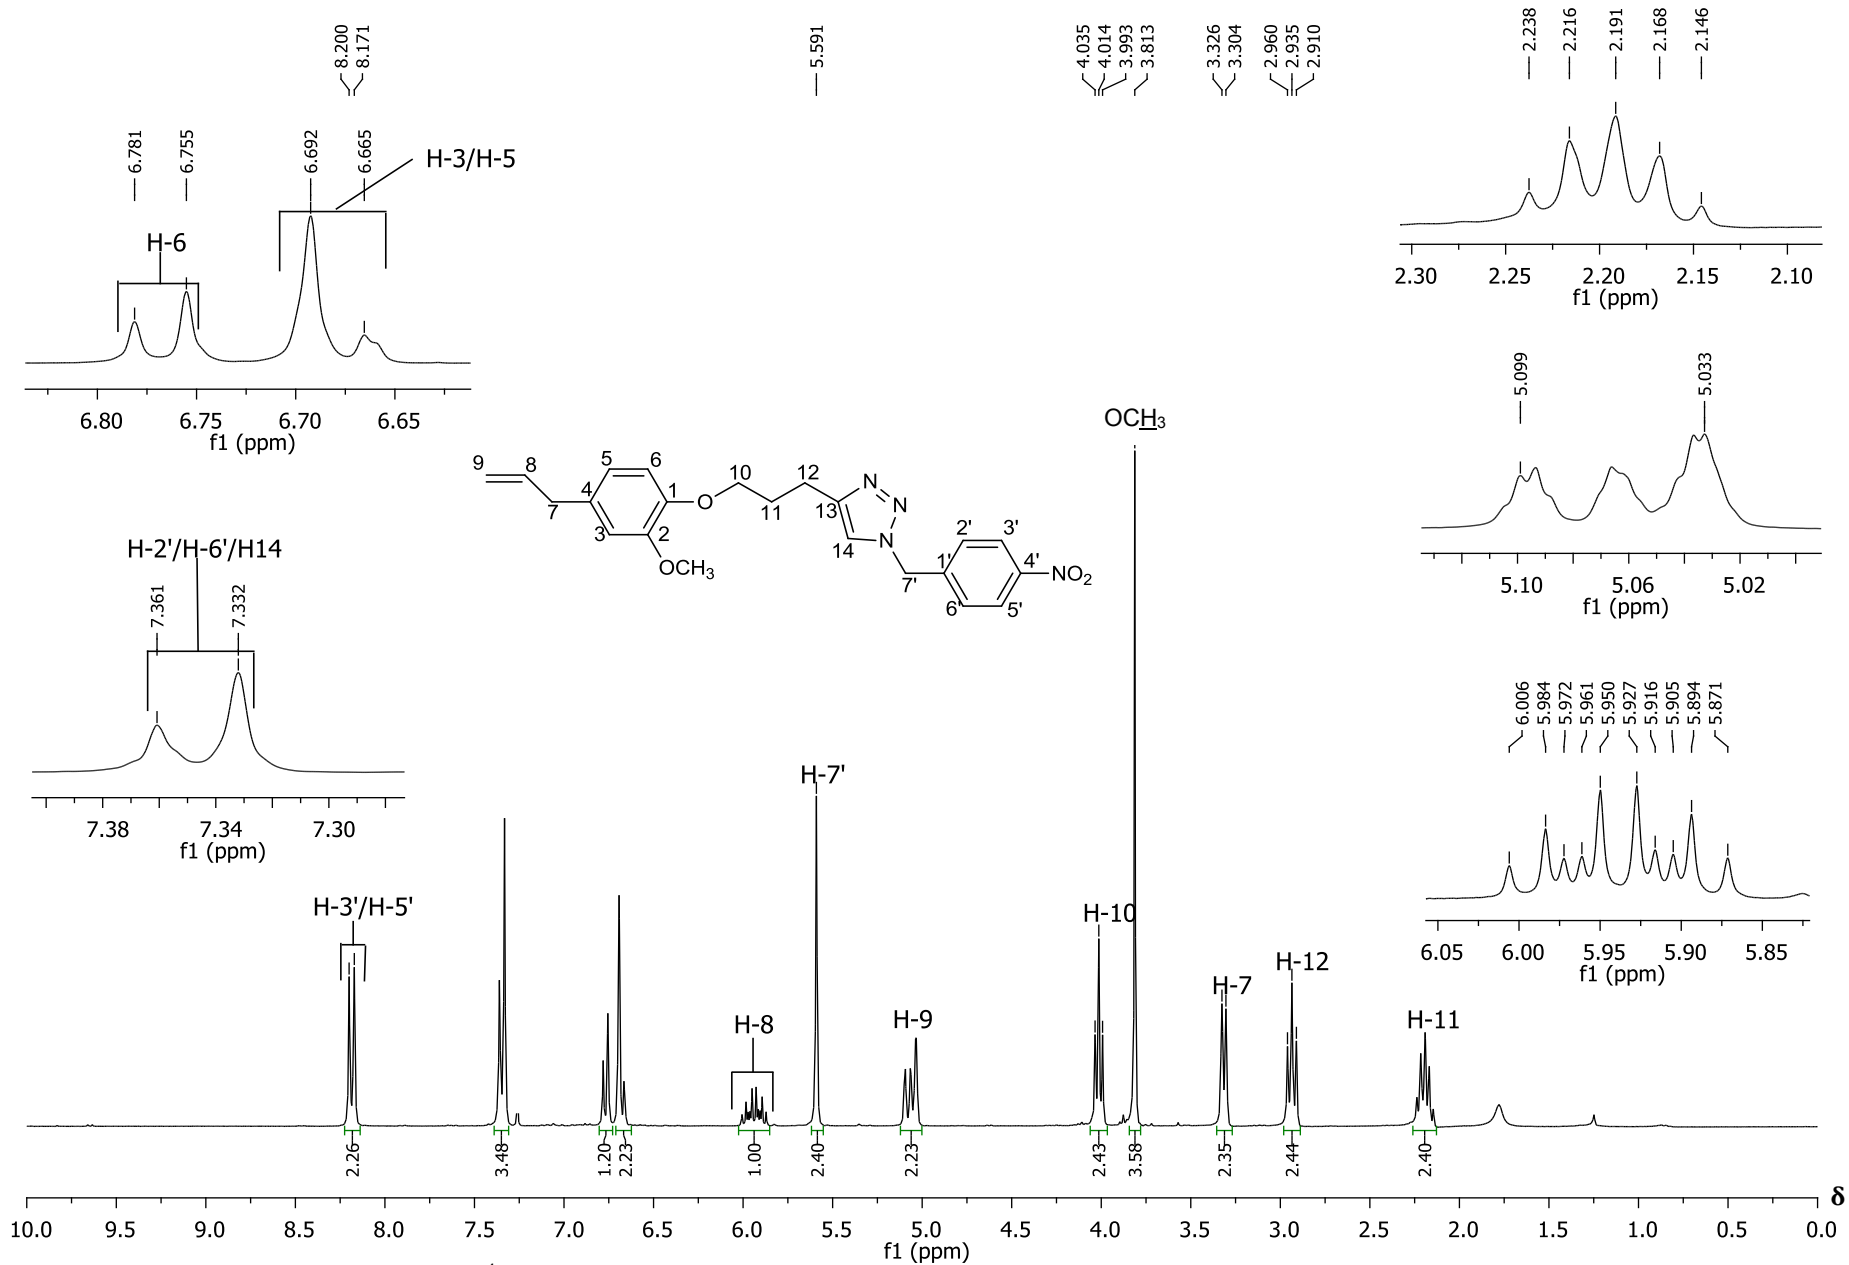 8.200
8.171
5.591
4.035
4.014
3.993
3.813
3.326
3.304
2.960
2.935
2.910
2.238
2.216
2.191
2.168
2.146
2.30 2.25 2.20 2.15 2.10
f1 (ppm)
6.781
6.755
6.692
6.665
H-3/H-5
H-6
6.80 6.75 6.70 6.65
f1 (ppm)
5.099
5.033
5.10 5.06 5.02
f1 (ppm)
OCH3
9 8 7 5 6 4 1 3 2 O 10 11 12 13 14 N N N
OCH3
7' 1' 2' 3' 4' 5' 6' NO2
H-2'/H-6'/H14
7.361
7.332
7.38 7.34 7.30
f1 (ppm)
6.006
5.984
5.972
5.961
5.950
5.927
5.916
5.905
5.894
5.871
6.05 6.00 5.95 5.90 5.85
f1 (ppm)
H-3'/H-5'
H-8
H-7'
H-9
H-10
H-7
H-12
H-11
2.26
3.48
1.20
2.23
1.00
2.40
2.23
2.43
3.58
2.35
2.44
2.40
δ
10.0 9.5 9.0 8.5 8.0 7.5 7.0 6.5 6.0 5.5 5.0 4.5 4.0 3.5 3.0 2.5 2.0 1.5 1.0 0.5 0.0
f1 (ppm)